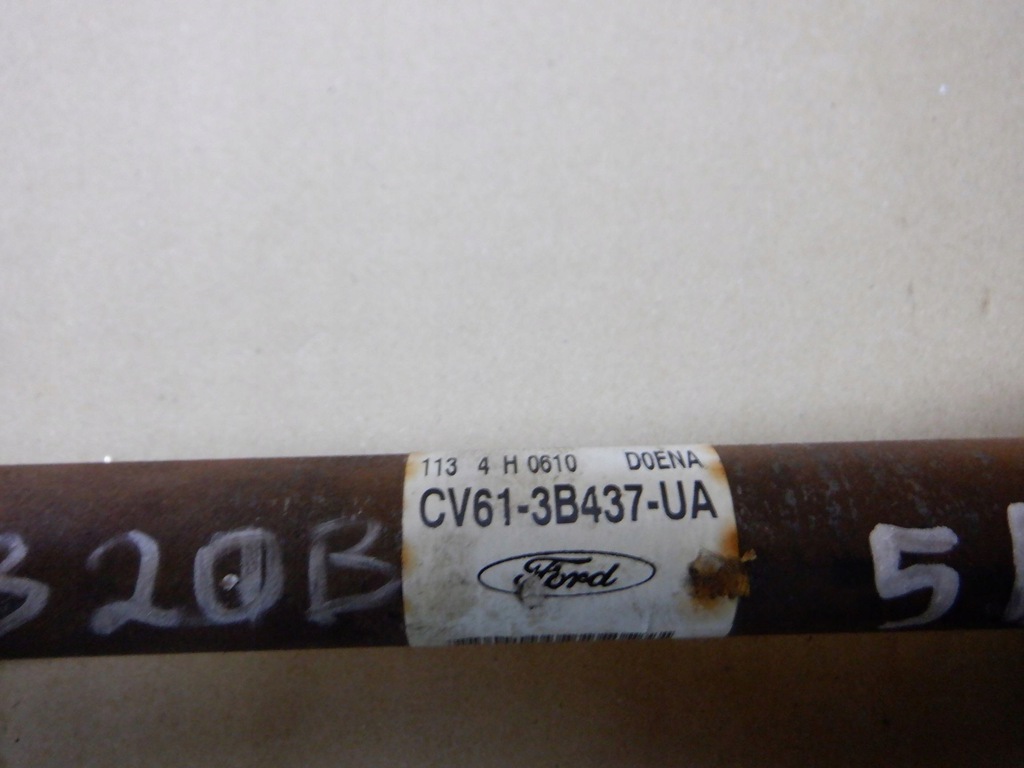 113 4 H 0610 D0ENA
CV61-3B437-UA
Ford
320B
5